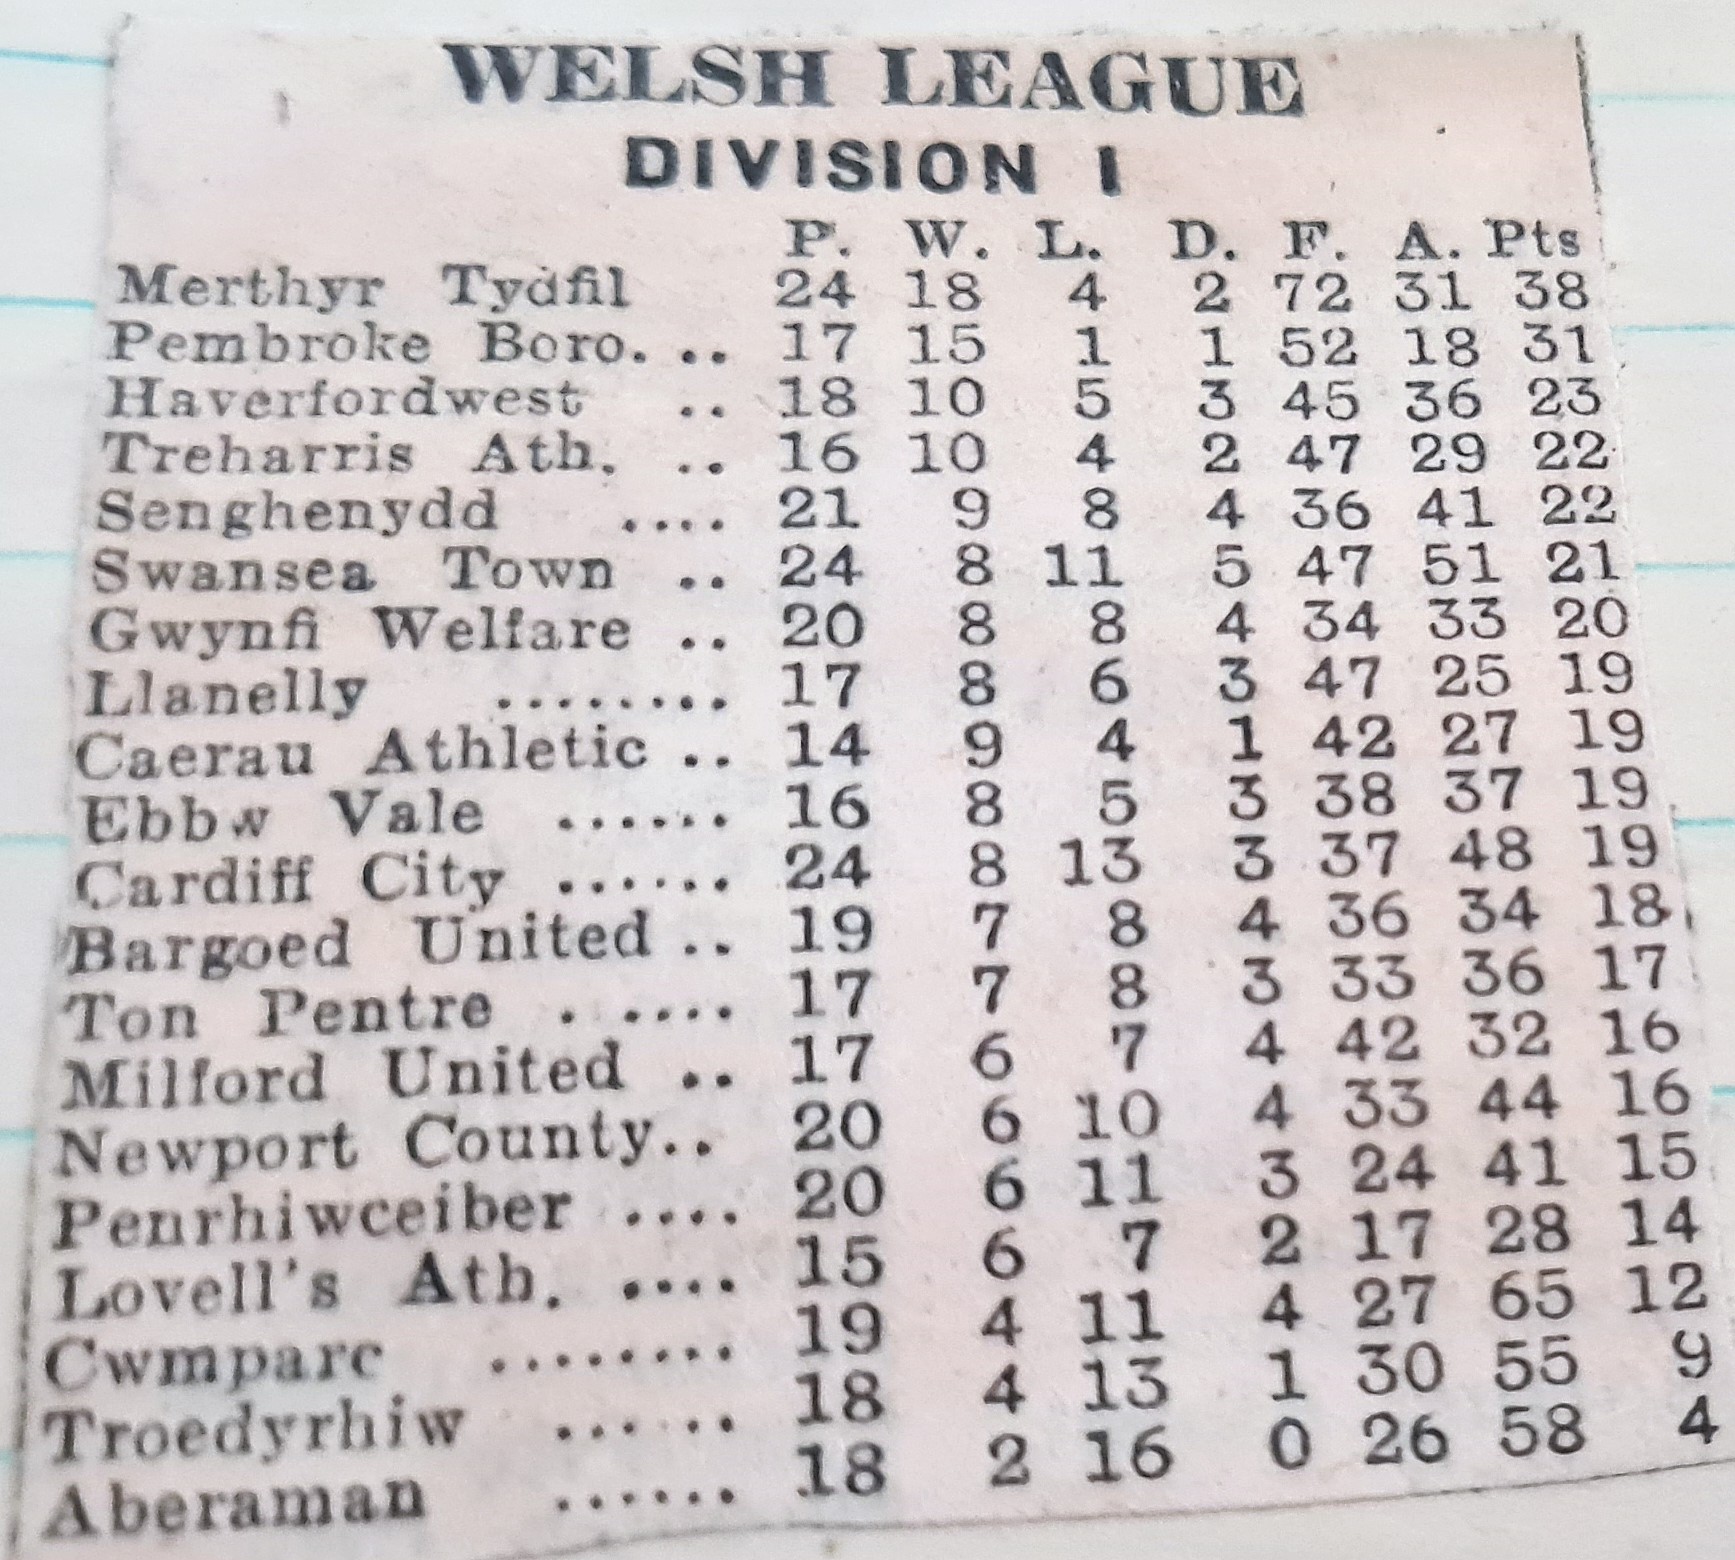 WELSH LEAGUE
DIVISION I
P. W. L. D. F. A. Pts
Merthyr Tydfil 24 18 4 2 72 31 38
Pembroke Boro. .. 17 15 1 1 52 18 31
Haverfordwest .. 18 10 5 3 45 36 23
Treharris Ath. .. 16 10 4 2 47 29 22
Senghenydd .... 21 9 8 4 36 41 22
Swansea Town .. 24 8 11 5 47 51 21
Gwynfi Welfare .. 20 8 8 4 34 33 20
Llanelly ........ 17 8 6 3 47 25 19
Caerau Athletic .. 14 9 4 1 42 27 19
Ebbw Vale ...... 16 8 5 3 38 37 19
Cardiff City ...... 24 8 13 3 37 48 19
Bargoed United .. 19 7 8 4 36 34 18
Ton Pentre . .... 17 7 8 3 33 36 17
Milford United .. 17 6 7 4 42 32 16
Newport County.. 20 6 10 4 33 44 16
Penrhiwceiber .... 20 6 11 3 24 41 15
Lovell's Ath. .... 15 6 7 2 17 28 14
Cwmparc ........ 19 4 11 4 27 65 12
Troedyrhiw ...... 18 4 13 1 30 55 9
Aberaman ...... 18 2 16 0 26 58 4